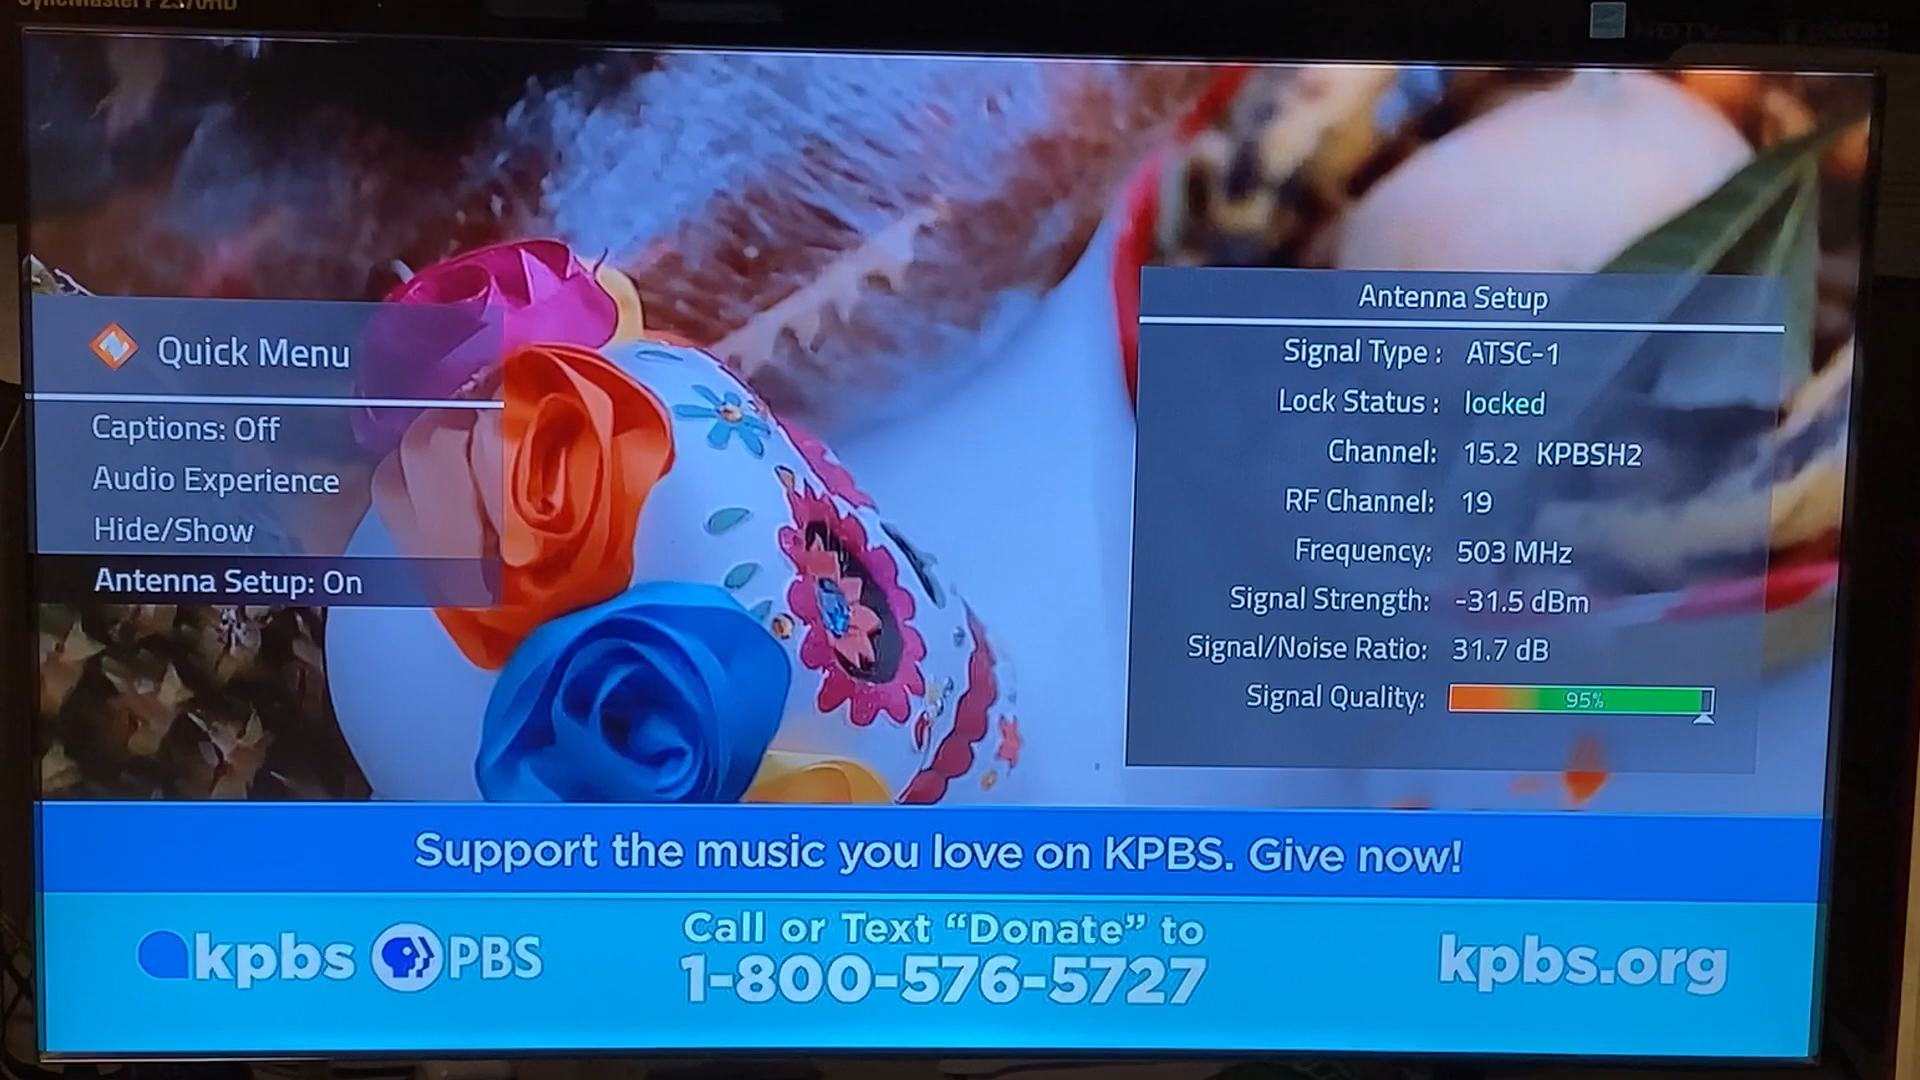 SyncMaster P2370HD
HDTV
Quick Menu
Captions: Off
Audio Experience
Hide/Show
Antenna Setup: On
Antenna Setup
Signal Type : ATSC-1
Lock Status : locked
Channel: 15.2 KPBSH2
RF Channel: 19
Frequency: 503 MHz
Signal Strength: -31.5 dBm
Signal/Noise Ratio: 31.7 dB
Signal Quality: 95%
Support the music you love on KPBS. Give now!
kpbs PBS
Call or Text “Donate” to
1-800-576-5727
kpbs.org